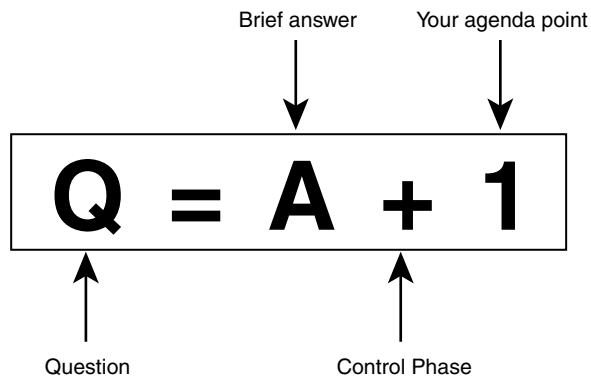 Brief answer Your agenda point
Q = A + 1
Question Control Phase